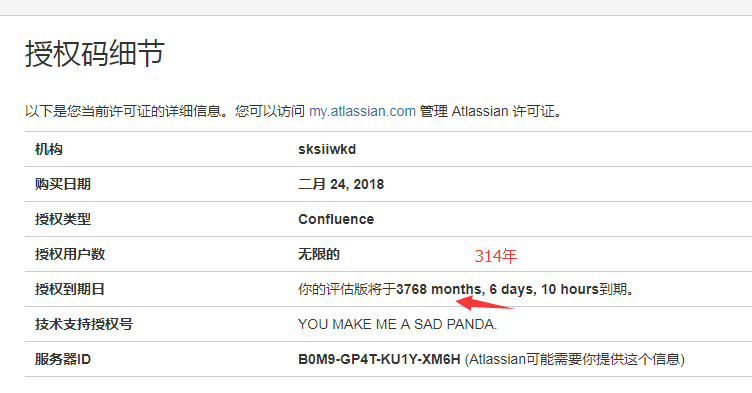 授权码细节
以下是您当前许可证的详细信息。您可以访问 my.atlassian.com 管理 Atlassian 许可证。
机构 sksiiwkd
购买日期 二月 24, 2018
授权类型 Confluence
授权用户数 无限的 314年
授权到期日 你的评估版将于3768 months, 6 days, 10 hours到期。
技术支持授权号 YOU MAKE ME A SAD PANDA.
服务器ID B0M9-GP4T-KU1Y-XM6H (Atlassian可能需要你提供这个信息)